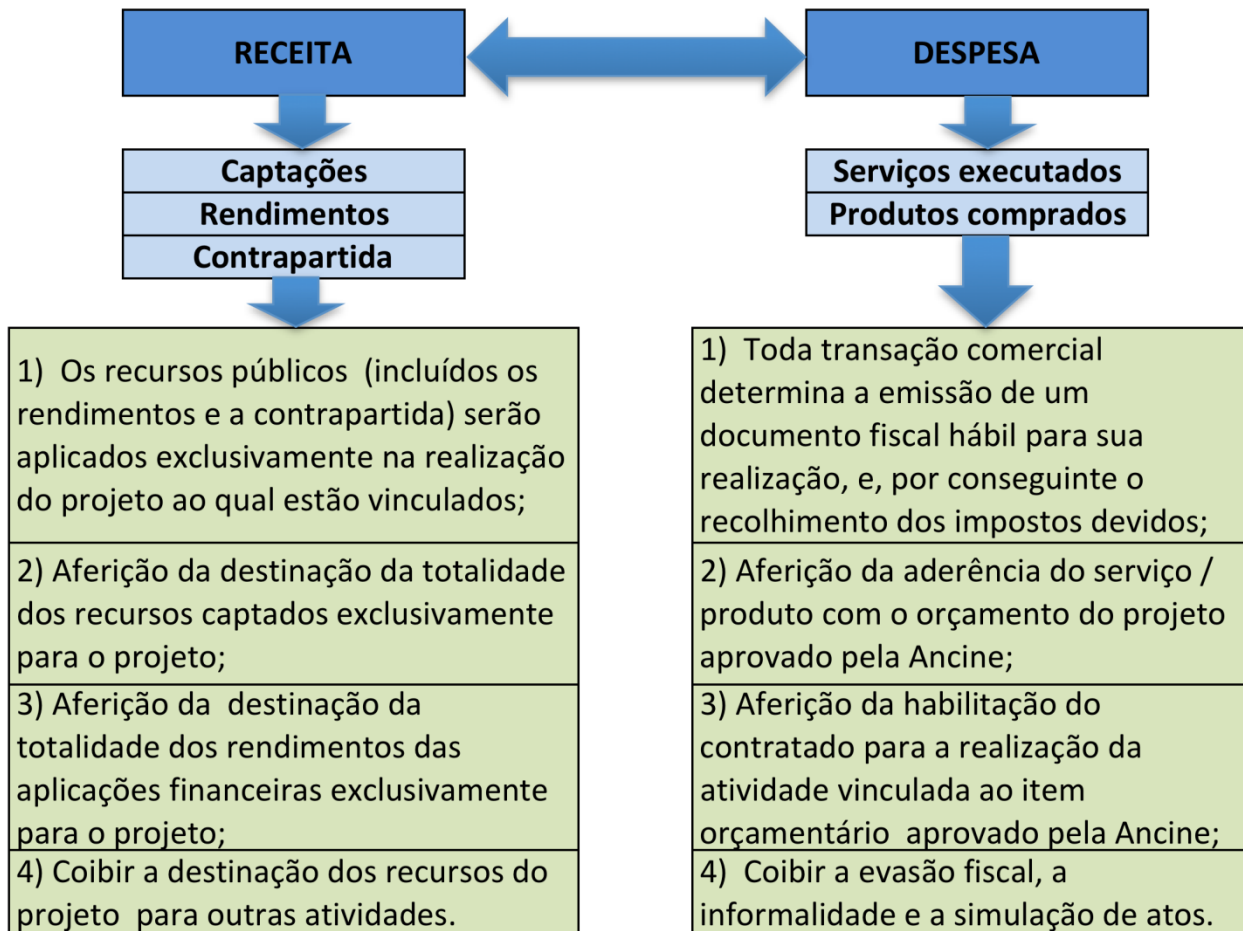 RECEITA
Captações
Rendimentos
Contrapartida
1) Os recursos públicos (incluídos os
rendimentos e a contrapartida) serão
aplicados exclusivamente na realização
do projeto ao qual estão vinculados;
2) Aferição da destinação da totalidade
dos recursos captados exclusivamente
para o projeto;
3) Aferição da destinação da
totalidade dos rendimentos das
aplicações financeiras exclusivamente
para o projeto;
4) Coibir a destinação dos recursos do
projeto para outras atividades.
DESPESA
Serviços executados
Produtos comprados
1) Toda transação comercial
determina a emissão de um
documento fiscal hábil para sua
realização, e, por conseguinte o
recolhimento dos impostos devidos;
2) Aferição da aderência do serviço /
produto com o orçamento do projeto
aprovado pela Ancine;
3) Aferição da habilitação do
contratado para a realização da
atividade vinculada ao item
orçamentário aprovado pela Ancine;
4) Coibir a evasão fiscal, a
informalidade e a simulação de atos.